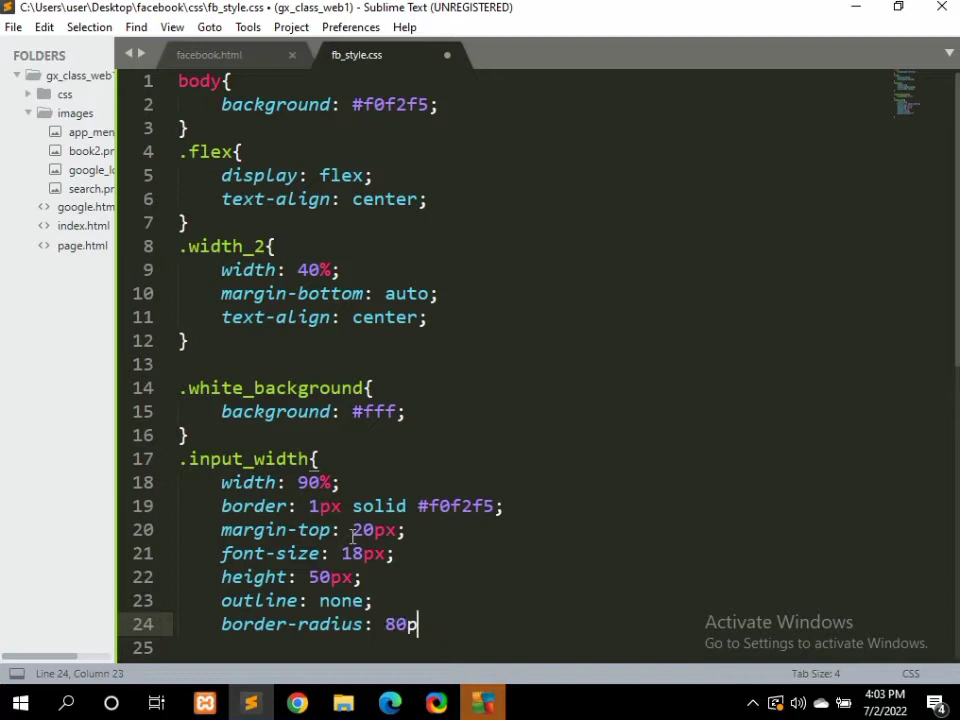 C:\Users\user\Desktop\facebook\css\fb_style.css • (gx_class_web1) - Sublime Text (UNREGISTERED)
File Edit Selection View Goto Tools Project Preferences Help
FOLDERS
gx_class_web1
css
images
app_men
book2.pr
google_lo
search.pr
google.htm
index.html
page.html
facebook.html
fb_style.css
1 body{
2 background: #f0f2f5;
3 }
4 .flex{
5 display: flex;
6 text-align: center;
7 }
8 .width_2{
9 width: 40%;
10 margin-bottom: auto;
11 text-align: center;
12 }
13
14 .white_background{
15 background: #fff;
16 }
17 .input_width{
18 width: 90%;
19 border: 1px solid #f0f2f5;
20 margin-top: 20px;
21 font-size: 18px;
22 height: 50px;
23 outline: none;
24 border-radius: 80p
25
Activate Windows
Go to Settings to activate Windows.
Line 24, Column 23
Tab Size: 4
CSS
4:03 PM
7/2/2022
4